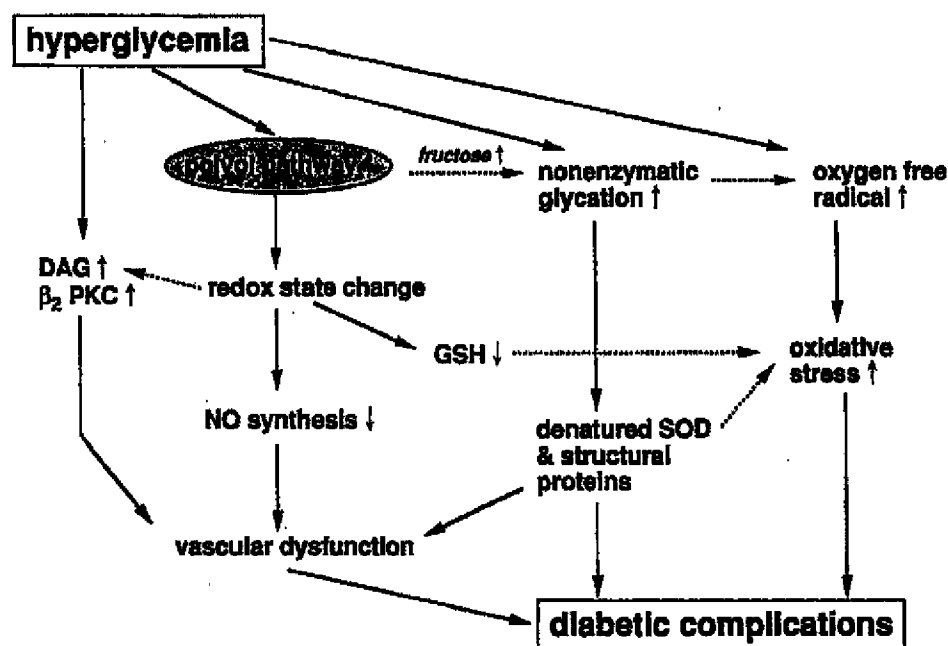 hyperglycemia
polyol pathway
fructose ↑
nonenzymatic
glycation ↑
oxygen free
radical ↑
DAG ↑
β₂ PKC ↑
redox state change
GSH ↓
oxidative
stress ↑
NO synthesis ↓
denatured SOD
& structural
proteins
vascular dysfunction
diabetic complications